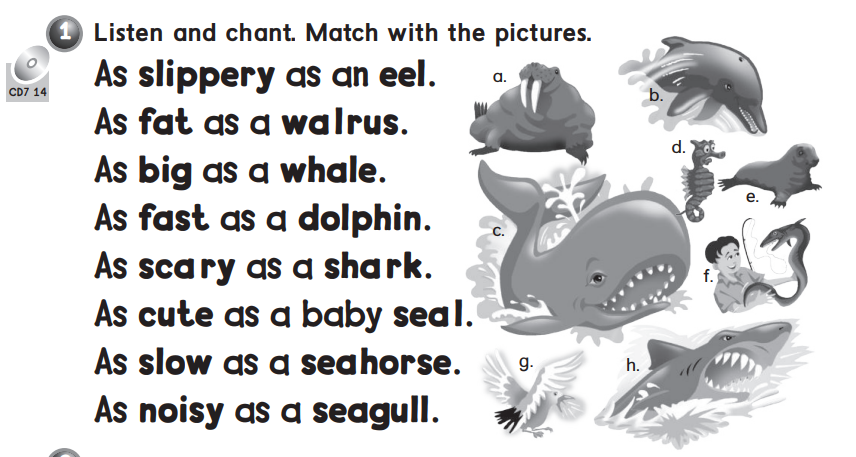 1 Listen and chant. Match with the pictures.
CD7 14
As slippery as an eel.
As fat as a walrus.
As big as a whale.
As fast as a dolphin.
As scary as a shark.
As cute as a baby seal.
As slow as a seahorse.
As noisy as a seagull.
a.
b.
c.
d.
e.
f.
g.
h.